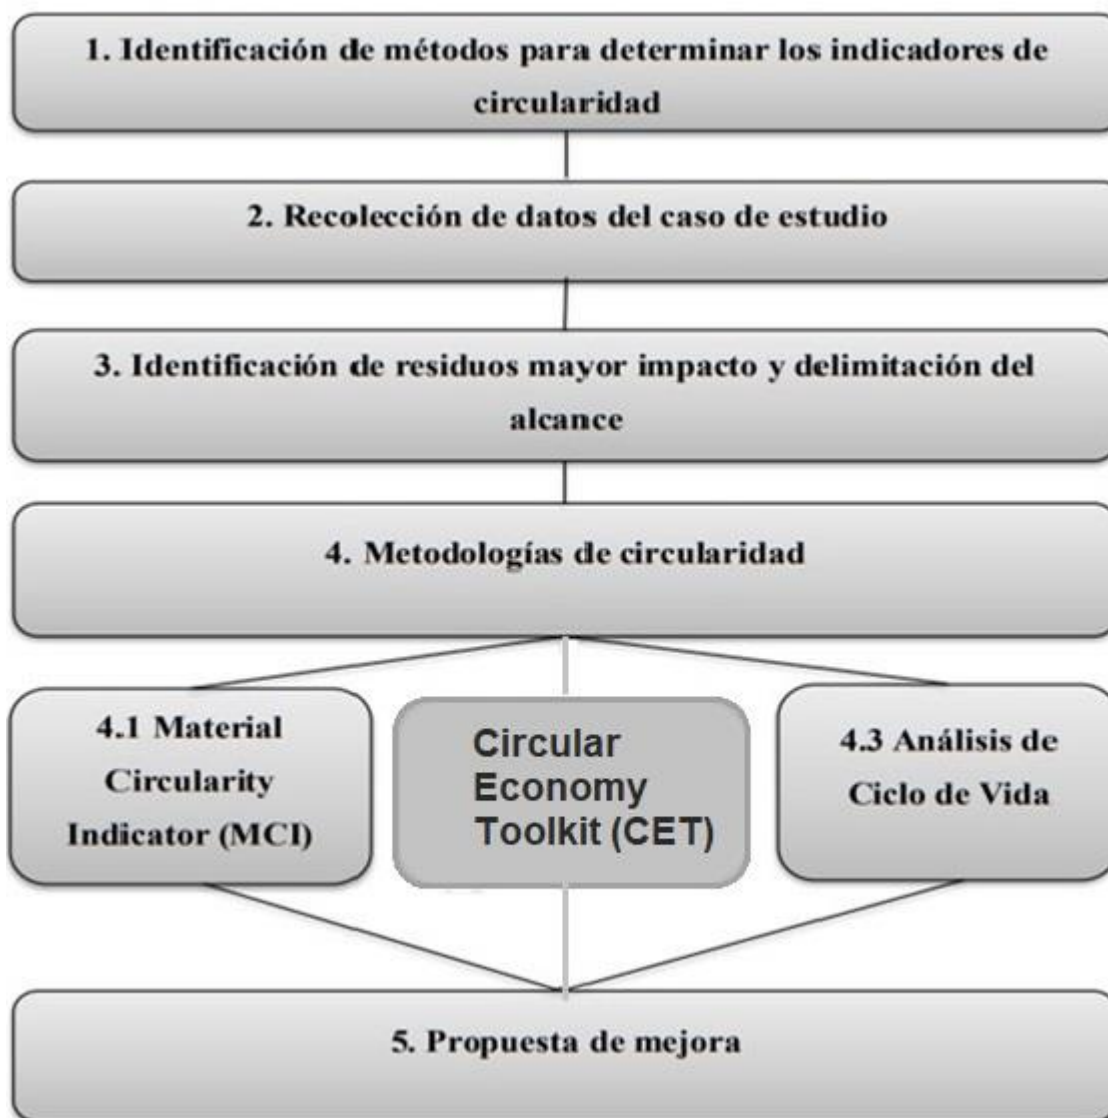 1. Identificación de métodos para determinar los indicadores de
circularidad
2. Recolección de datos del caso de estudio
3. Identificación de residuos mayor impacto y delimitación del
alcance
4. Metodologías de circularidad
4.1 Material
Circularity
Indicator (MCI)
Circular
Economy
Toolkit (CET)
4.3 Análisis de
Ciclo de Vida
5. Propuesta de mejora